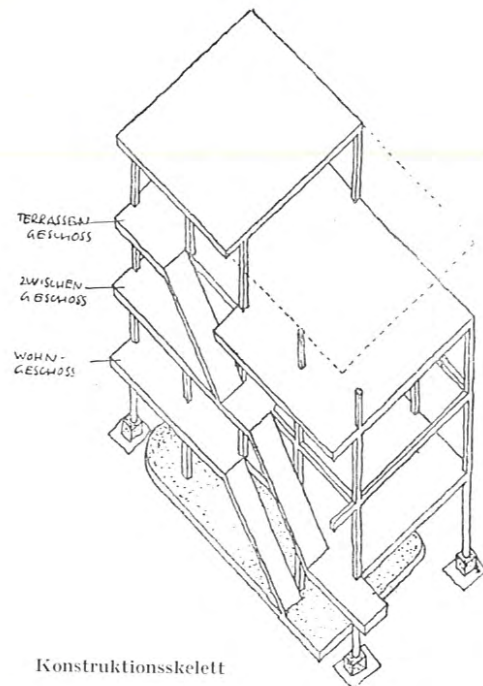 TERRASSEN
GESCHOSS
ZWISCHEN
GESCHOSS
WOHN-
GESCHOSS
Konstruktionsskelett